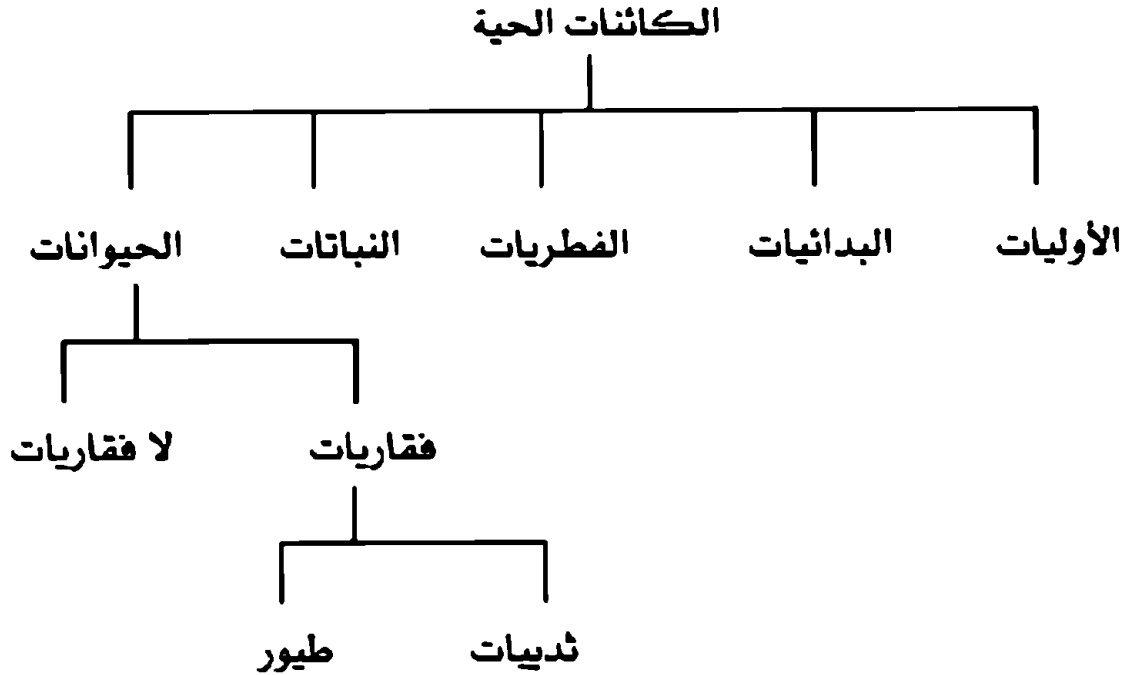 الكائنات الحية
الأوليات البدائيات الفطريات النباتات الحيوانات
فقاريات لا فقاريات
ثدييات طيور